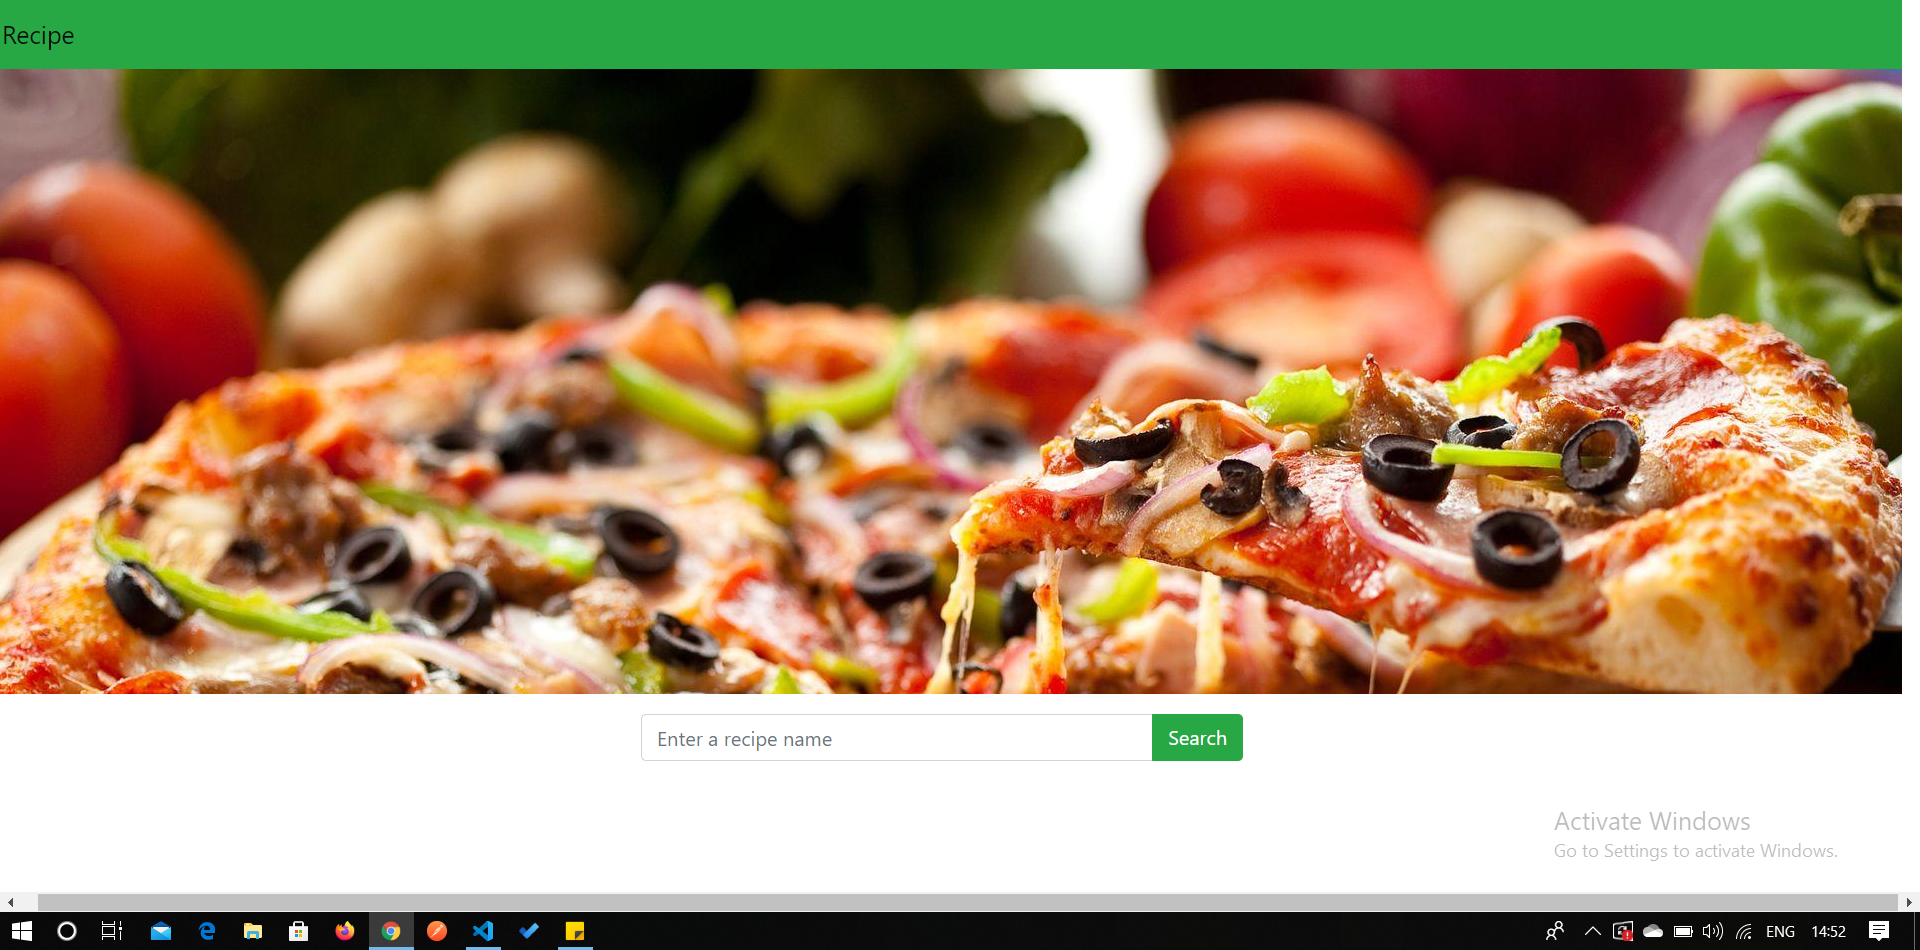 Recipe
Enter a recipe name
Search
Activate Windows
Go to Settings to activate Windows.
ENG
14:52